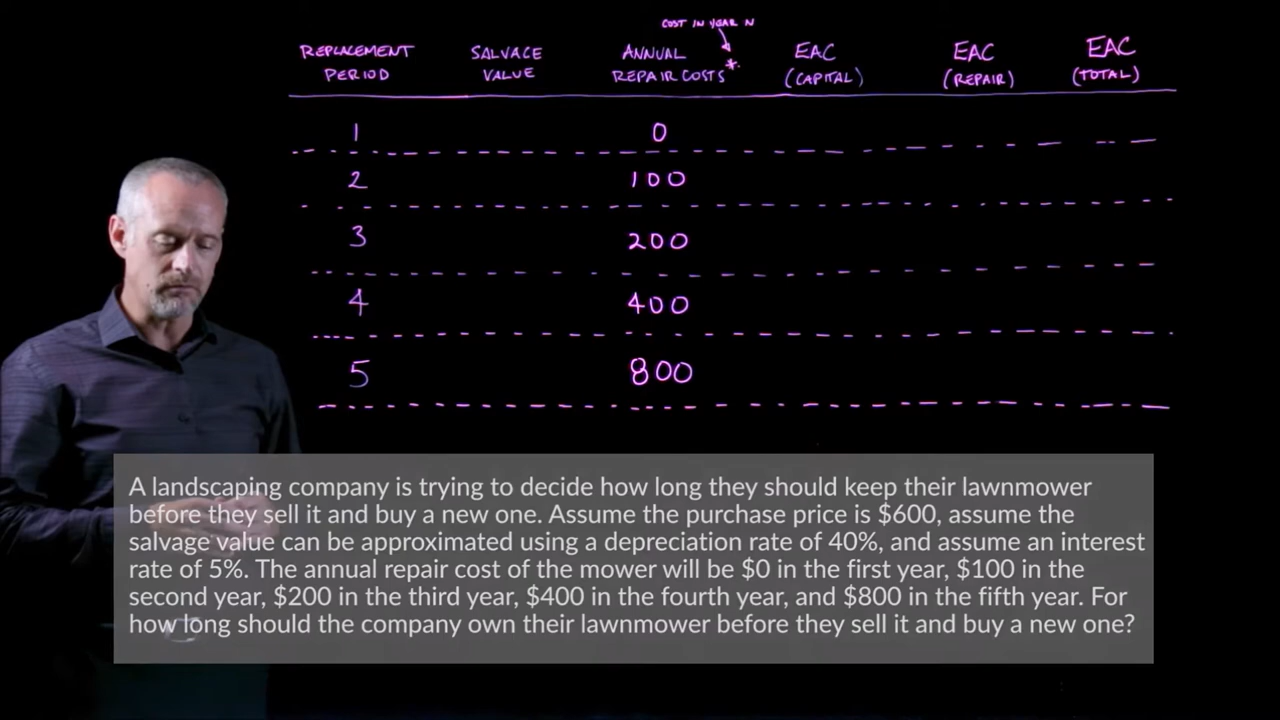 COST IN YEAR N
REPLACEMENT PERIOD
SALVAGE VALUE
ANNUAL REPAIR COSTS*
EAC (CAPITAL)
EAC (REPAIR)
EAC (TOTAL)
1 0
2 100
3 200
4 400
5 800
A landscaping company is trying to decide how long they should keep their lawnmower
before they sell it and buy a new one. Assume the purchase price is $600, assume the
salvage value can be approximated using a depreciation rate of 40%, and assume an interest
rate of 5%. The annual repair cost of the mower will be $0 in the first year, $100 in the
second year, $200 in the third year, $400 in the fourth year, and $800 in the fifth year. For
how long should the company own their lawnmower before they sell it and buy a new one?